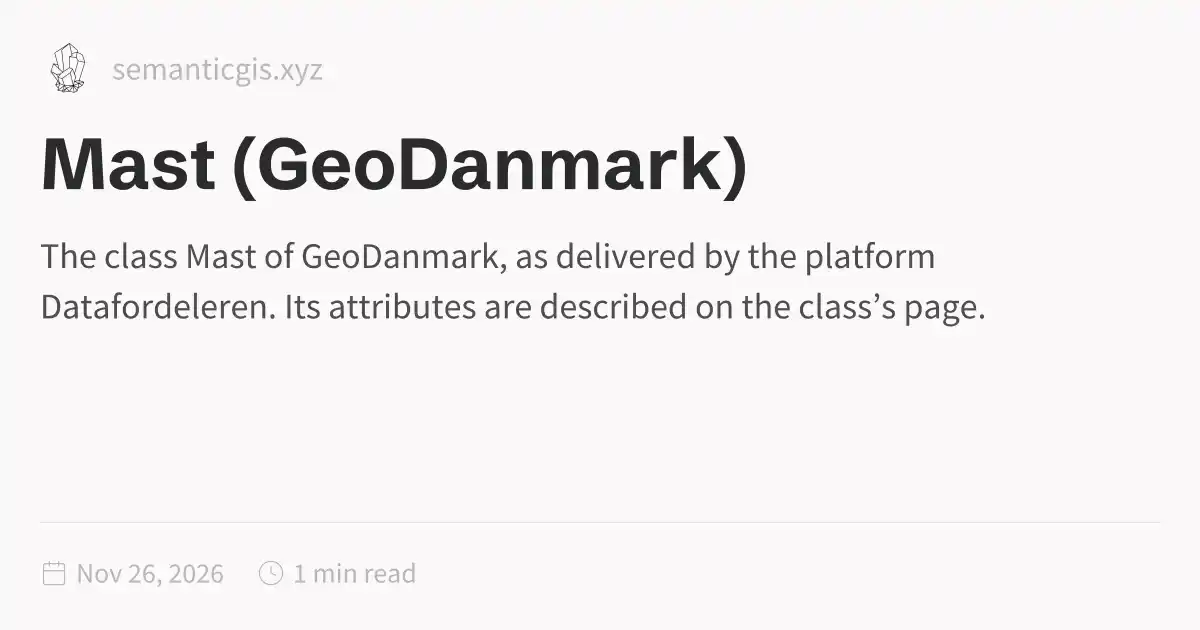 semanticgis.xyz
Mast (GeoDanmark)
The class Mast of GeoDanmark, as delivered by the platform
Datafordeleren. Its attributes are described on the class’s page.
Nov 26, 2026 1 min read